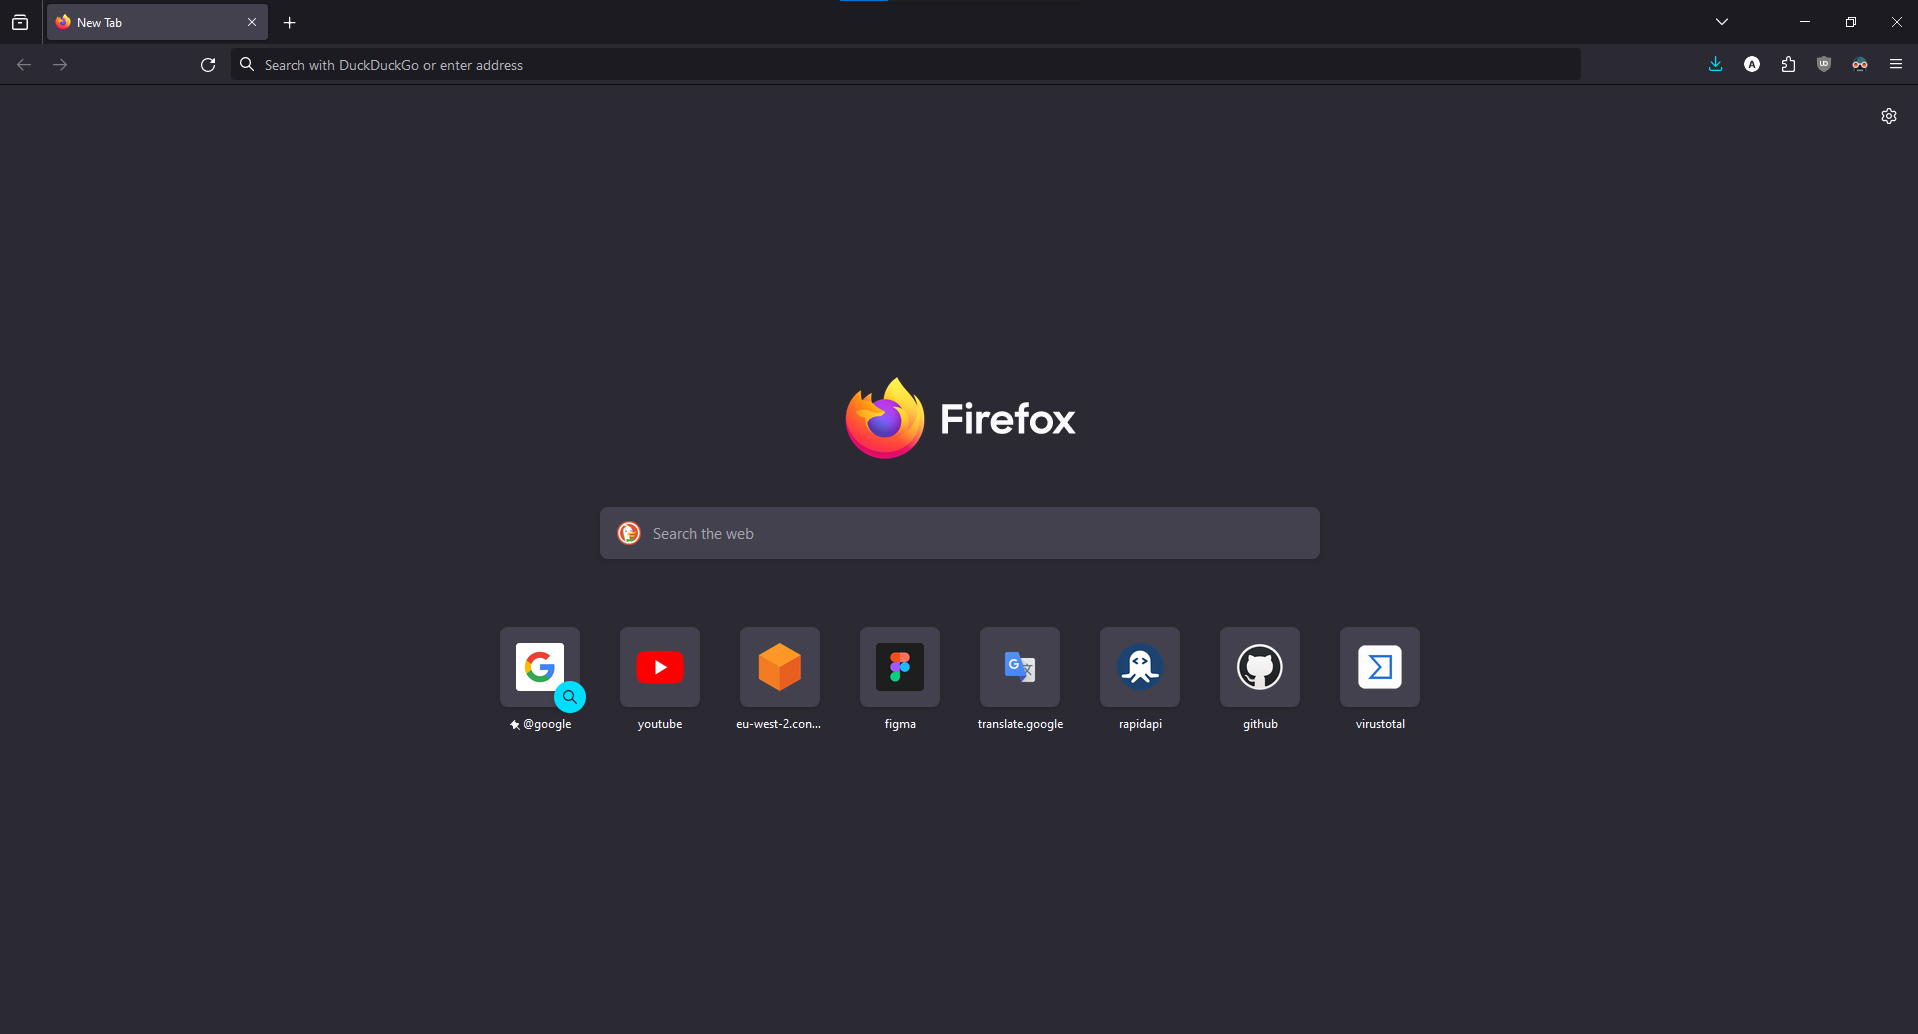 New Tab
Search with DuckDuckGo or enter address
Firefox
Search the web
@google
youtube
eu-west-2.con...
figma
translate.google
rapidapi
github
virustotal